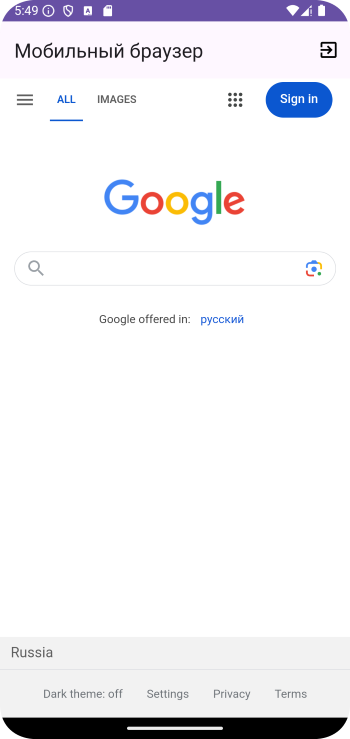 5:49
Мобильный браузер
ALL IMAGES Sign in
Google
Google offered in: русский
Russia
Dark theme: off Settings Privacy Terms